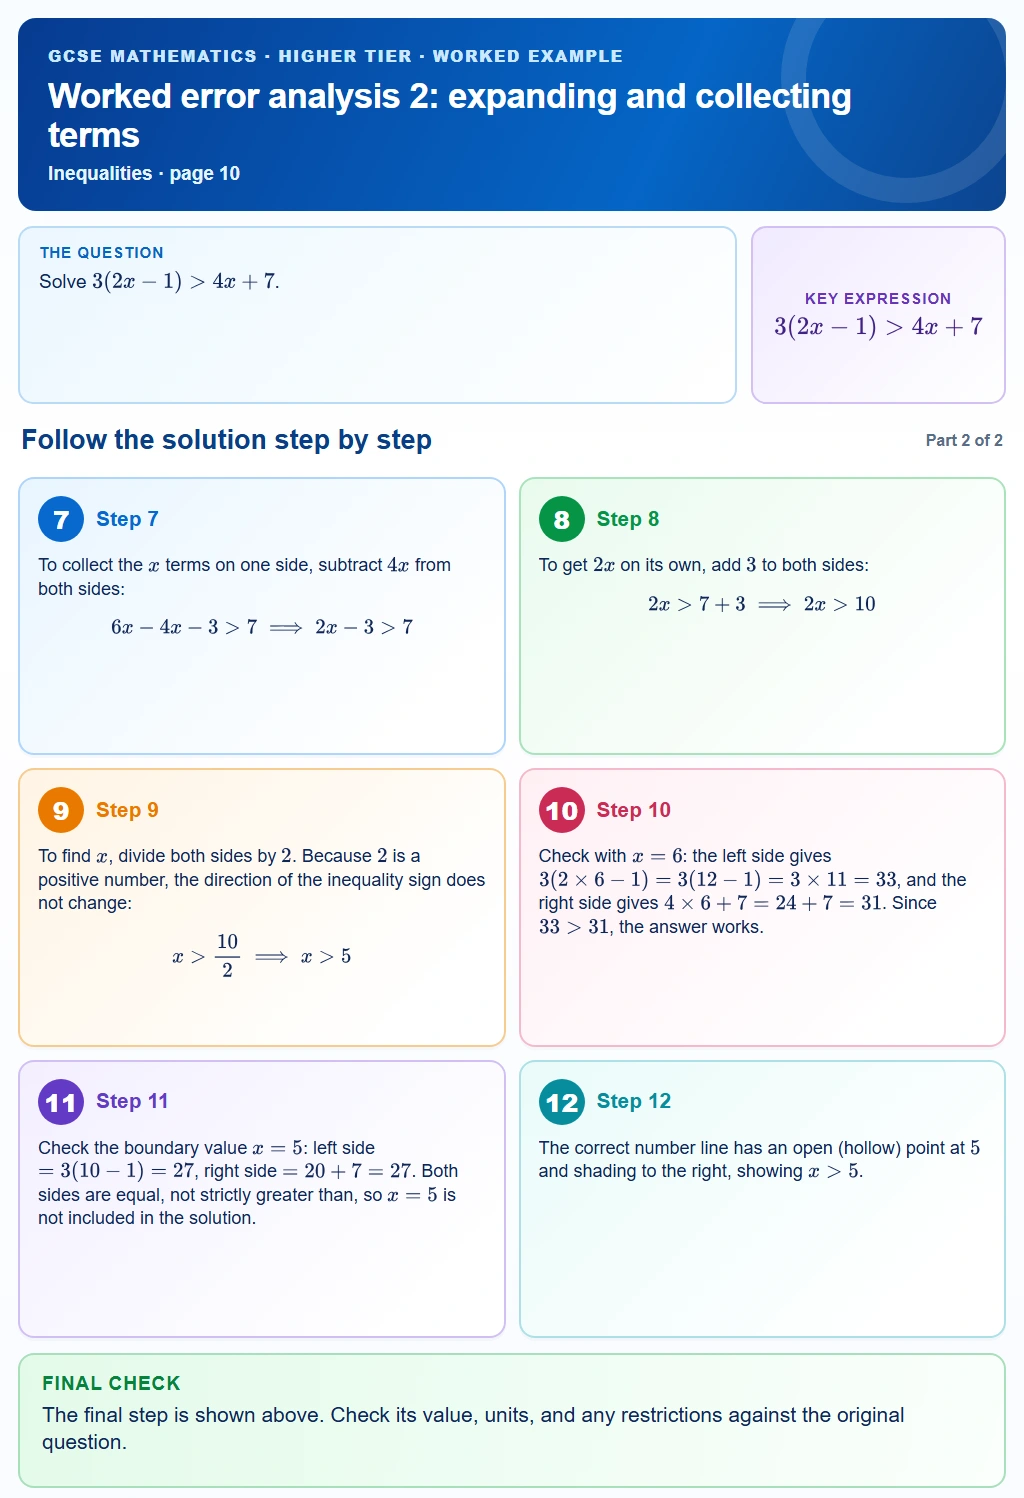 GCSE MATHEMATICS · HIGHER TIER · WORKED EXAMPLE
Worked error analysis 2: expanding and collecting
terms
Inequalities · page 10
THE QUESTION
Solve 3(2x − 1) > 4x + 7.
KEY EXPRESSION
3(2x − 1) > 4x + 7
Follow the solution step by step
Part 2 of 2
7 Step 7
To collect the x terms on one side, subtract 4x from
both sides:
6x − 4x − 3 > 7 ⟹ 2x − 3 > 7
8 Step 8
To get 2x on its own, add 3 to both sides:
2x > 7 + 3 ⟹ 2x > 10
9 Step 9
To find x, divide both sides by 2. Because 2 is a
positive number, the direction of the inequality sign does
not change:
x > 10/2 ⟹ x > 5
10 Step 10
Check with x = 6: the left side gives
3(2 × 6 − 1) = 3(12 − 1) = 3 × 11 = 33, and the
right side gives 4 × 6 + 7 = 24 + 7 = 31. Since
33 > 31, the answer works.
11 Step 11
Check the boundary value x = 5: left side
= 3(10 − 1) = 27, right side = 20 + 7 = 27. Both
sides are equal, not strictly greater than, so x = 5 is
not included in the solution.
12 Step 12
The correct number line has an open (hollow) point at 5
and shading to the right, showing x > 5.
FINAL CHECK
The final step is shown above. Check its value, units, and any restrictions against the original
question.